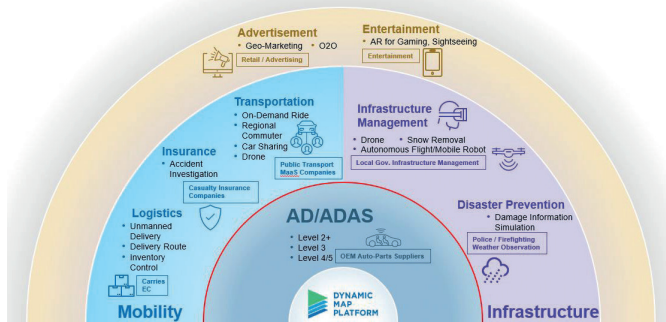 Advertisement
• Geo-Marketing • O2O
Retail / Advertising
Entertainment
• AR for Gaming, Sightseeing
Entertainment
Transportation
• On-Demand Ride
• Regional
Commuter
• Car Sharing
• Drone
Public Transport
MaaS Companies
Insurance
• Accident
Investigation
Casualty Insurance
Companies
Logistics
• Unmanned
Delivery
• Delivery Route
• Inventory
Control
Carries
EC
Mobility
Infrastructure
Management
• Drone • Snow Removal
• Autonomous Flight/Mobile Robot
Local Gov. Infrastructure Management
Disaster Prevention
• Damage Information
Simulation
Police / Firefighting
Weather Observation
Infrastructure
AD/ADAS
• Level 2+
• Level 3
• Level 4/5
OEM Auto-Parts Suppliers
DYNAMIC
MAP
PLATFORM